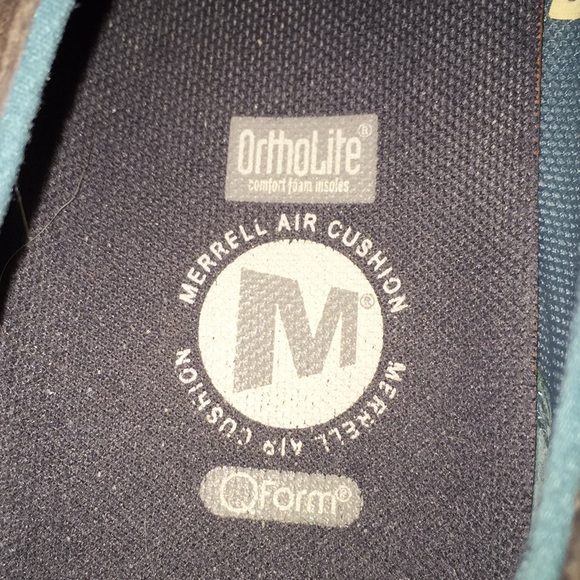 OrthoLite®
comfort foam insoles
MERRELL AIR CUSHION
M®
MERRELL AIR CUSHION
QForm®